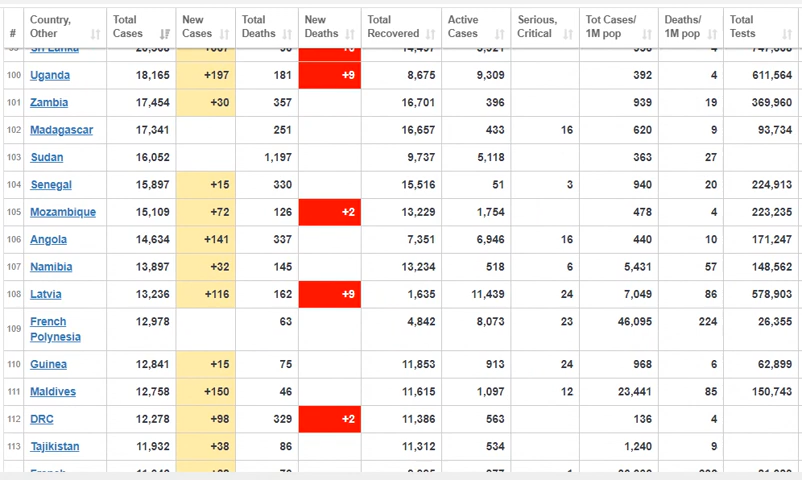 # Country, Other Total Cases New Cases Total Deaths New Deaths Total Recovered Active Cases Serious, Critical Tot Cases/ 1M pop Deaths/ 1M pop Total Tests
Sri Lanka
100 Uganda 18,165 +197 181 +9 8,675 9,309 392 4 611,564
101 Zambia 17,454 +30 357 16,701 396 939 19 369,960
102 Madagascar 17,341 251 16,657 433 16 620 9 93,734
103 Sudan 16,052 1,197 9,737 5,118 363 27
104 Senegal 15,897 +15 330 15,516 51 3 940 20 224,913
105 Mozambique 15,109 +72 126 +2 13,229 1,754 478 4 223,235
106 Angola 14,634 +141 337 7,351 6,946 16 440 10 171,247
107 Namibia 13,897 +32 145 13,234 518 6 5,431 57 148,562
108 Latvia 13,236 +116 162 +9 1,635 11,439 24 7,049 86 578,903
109 French Polynesia 12,978 63 4,842 8,073 23 46,095 224 26,355
110 Guinea 12,841 +15 75 11,853 913 24 968 6 62,899
111 Maldives 12,758 +150 46 11,615 1,097 12 23,441 85 150,743
112 DRC 12,278 +98 329 +2 11,386 563 136 4
113 Tajikistan 11,932 +38 86 11,312 534 1,240 9
French